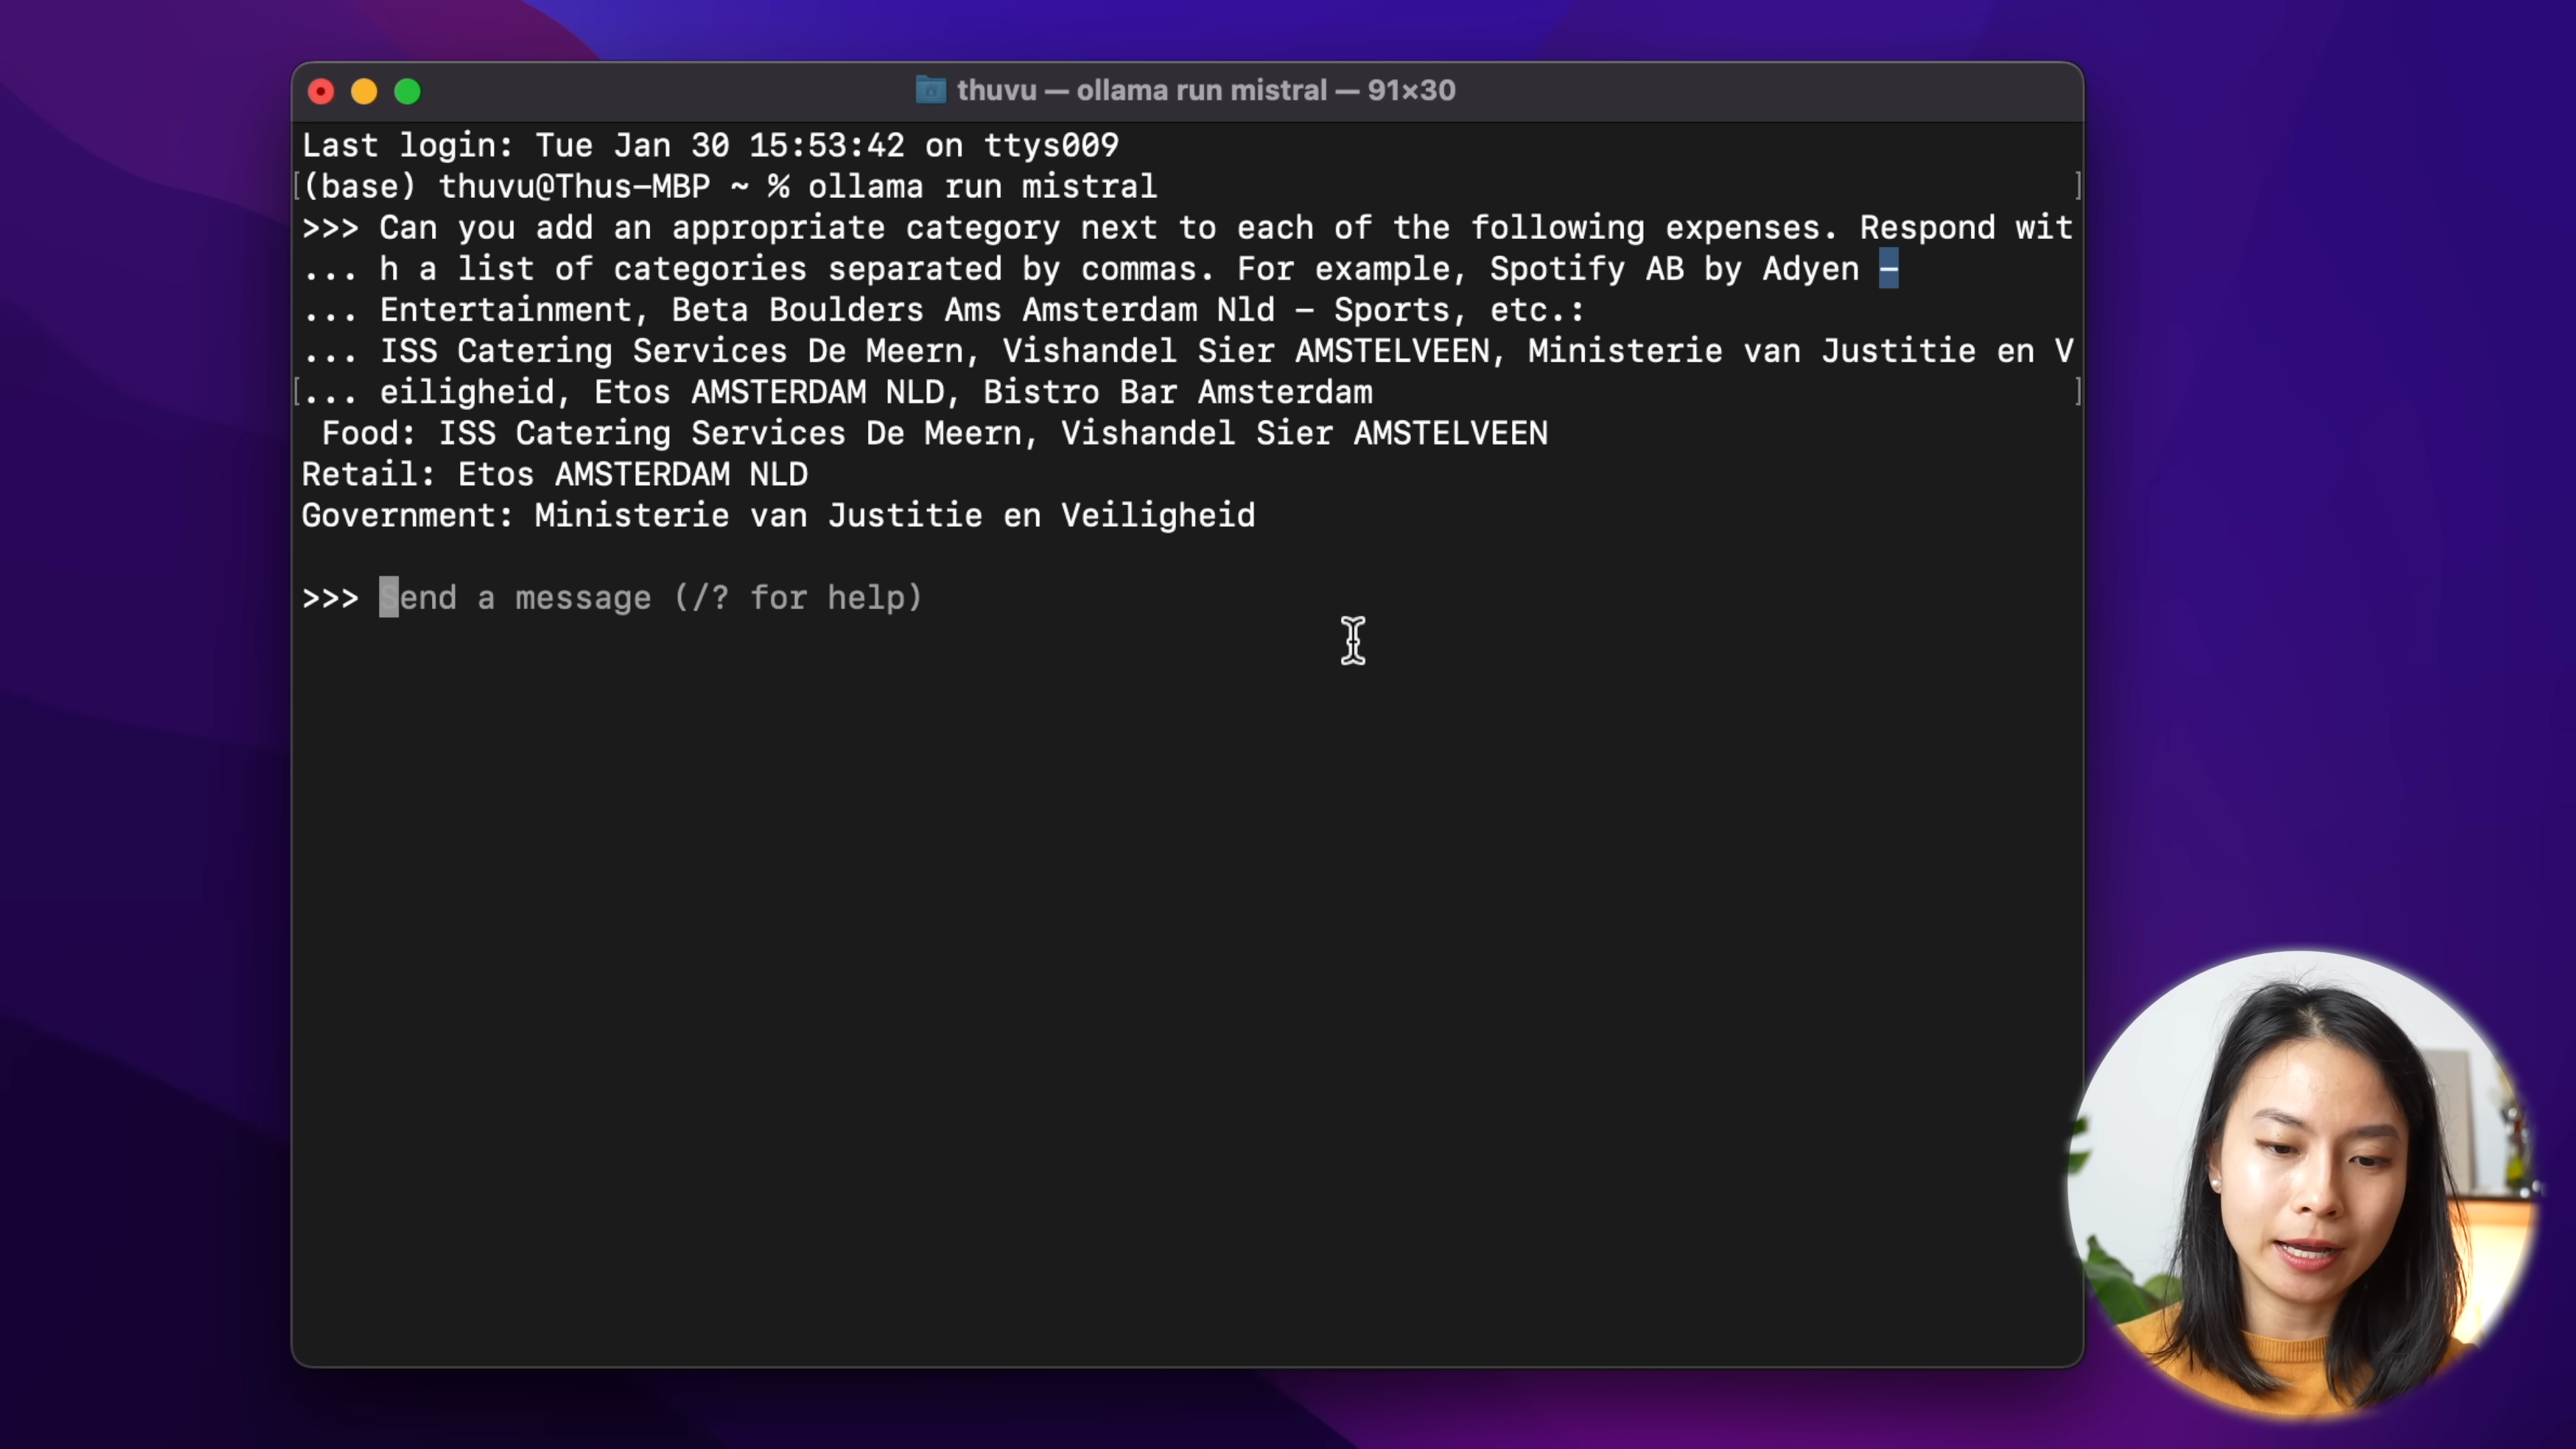 thuvu — ollama run mistral — 91×30
Last login: Tue Jan 30 15:53:42 on ttys009
[(base) thuvu@Thus-MBP ~ % ollama run mistral ]
>>> Can you add an appropriate category next to each of the following expenses. Respond wit
... h a list of categories separated by commas. For example, Spotify AB by Adyen –
... Entertainment, Beta Boulders Ams Amsterdam Nld – Sports, etc.:
... ISS Catering Services De Meern, Vishandel Sier AMSTELVEEN, Ministerie van Justitie en V
[... eiligheid, Etos AMSTERDAM NLD, Bistro Bar Amsterdam ]
Food: ISS Catering Services De Meern, Vishandel Sier AMSTELVEEN
Retail: Etos AMSTERDAM NLD
Government: Ministerie van Justitie en Veiligheid
>>> Send a message (/? for help)